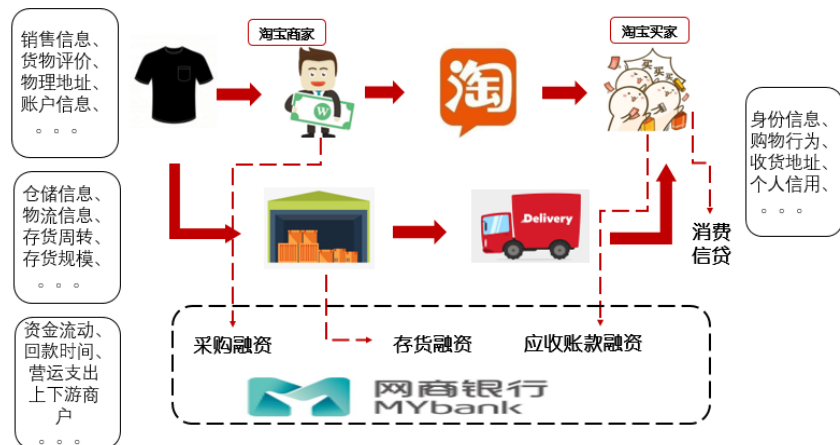 销售信息、
货物评价、
物理地址、
账户信息、
。。。
淘宝商家
W
淘
淘宝买家
买买买
身份信息、
购物行为、
收货地址、
个人信用、
。。。
仓储信息、
物流信息、
存货周转、
存货规模、
。。。
Delivery
消费
信贷
资金流动、
回款时间、
营运支出
上下游商
户
。。。
采购融资
存货融资
应收账款融资
网商银行
MYbank